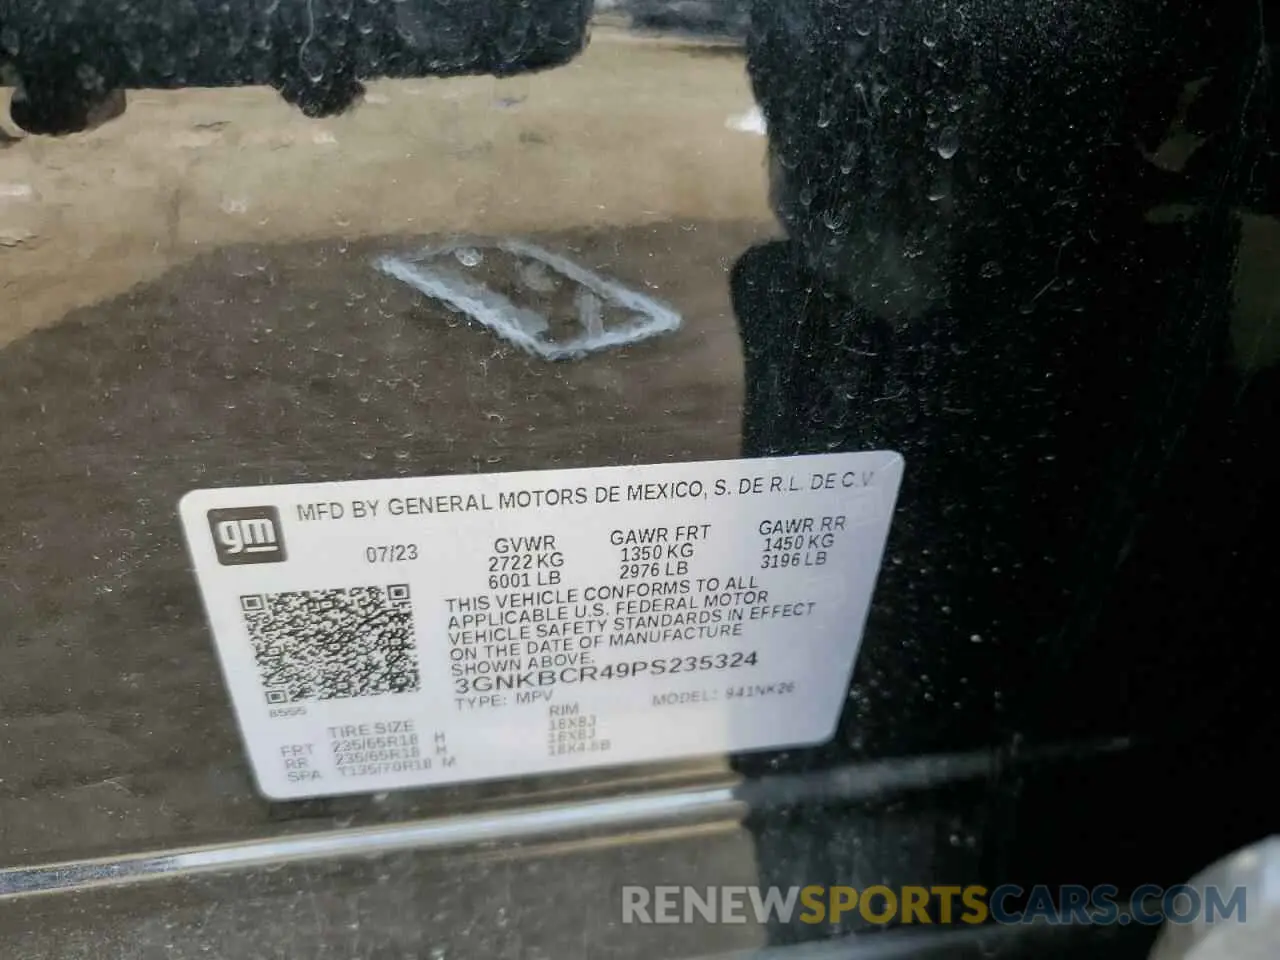 gm
MFD BY GENERAL MOTORS DE MEXICO, S. DE R.L. DE C.V.
07/23
GVWR
2722 KG
6001 LB
GAWR FRT
1350 KG
2976 LB
GAWR RR
1450 KG
3196 LB
THIS VEHICLE CONFORMS TO ALL
APPLICABLE U.S. FEDERAL MOTOR
VEHICLE SAFETY STANDARDS IN EFFECT
ON THE DATE OF MANUFACTURE
SHOWN ABOVE.
3GNKBCR49PS235324
TYPE: MPV MODEL: 941NK26
TIRE SIZE RIM
FRT 235/65R18 H 18X8J
RR 235/65R18 H 18X8J
SPA T135/70R18 M 18X4.5B
RENEWSPORTSCARS.COM